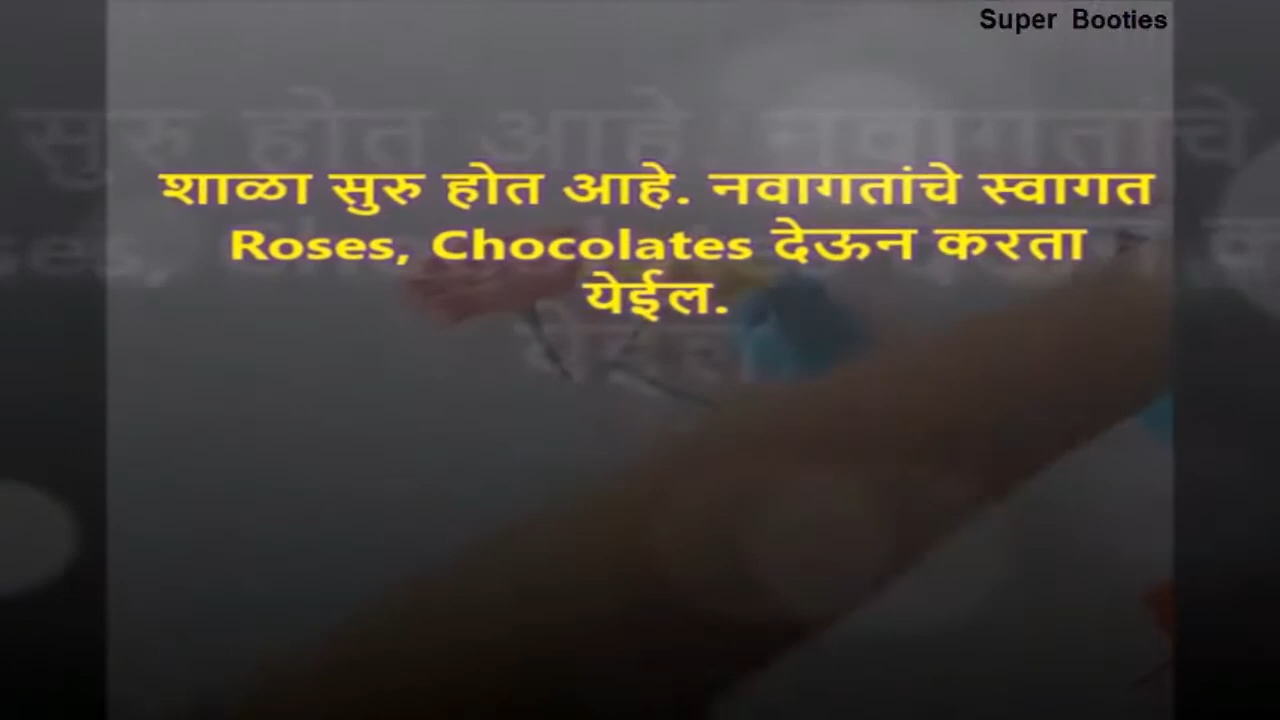 Super Booties
शाळा सुरु होत आहे. नवागतांचे स्वागत
Roses, Chocolates देऊन करता
येईल.